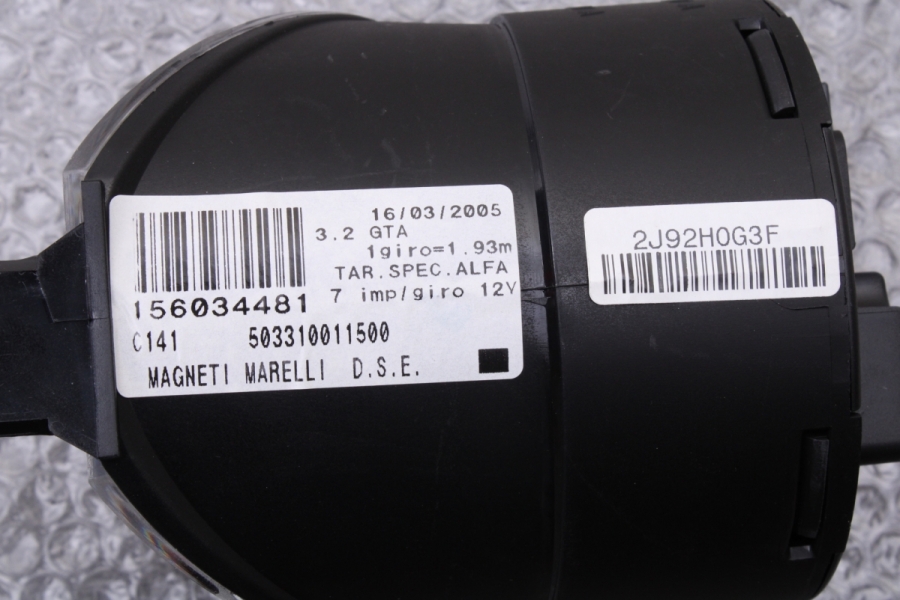 16/03/2005
3.2 GTA
1giro=1.93m
TAR.SPEC.ALFA
7 imp/giro 12V
156034481
C141 503310011500
MAGNETI MARELLI D.S.E.
2J92H0G3F